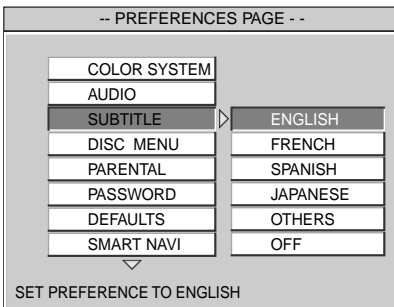 -- PREFERENCES PAGE - -
COLOR SYSTEM
AUDIO
SUBTITLE
DISC MENU
PARENTAL
PASSWORD
DEFAULTS
SMART NAVI
ENGLISH
FRENCH
SPANISH
JAPANESE
OTHERS
OFF
SET PREFERENCE TO ENGLISH